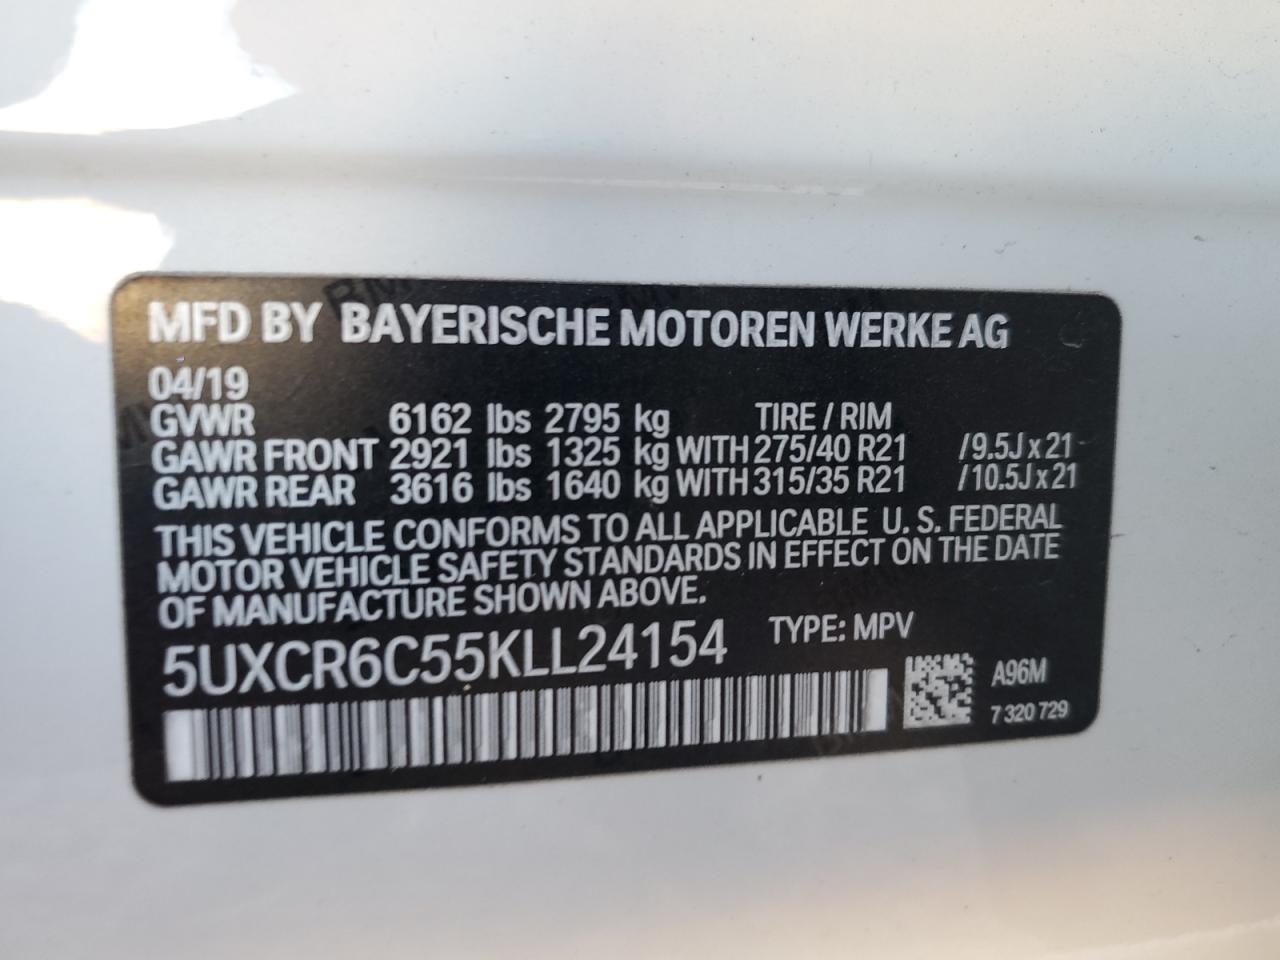 MFD BY BAYERISCHE MOTOREN WERKE AG
04/19
GVWR 6162 lbs 2795 kg TIRE / RIM
GAWR FRONT 2921 lbs 1325 kg WITH 275/40 R21 /9.5J x 21
GAWR REAR 3616 lbs 1640 kg WITH 315/35 R21 /10.5J x 21
THIS VEHICLE CONFORMS TO ALL APPLICABLE U. S. FEDERAL
MOTOR VEHICLE SAFETY STANDARDS IN EFFECT ON THE DATE
OF MANUFACTURE SHOWN ABOVE.
5UXCR6C55KLL24154 TYPE: MPV
A96M
7 320 729